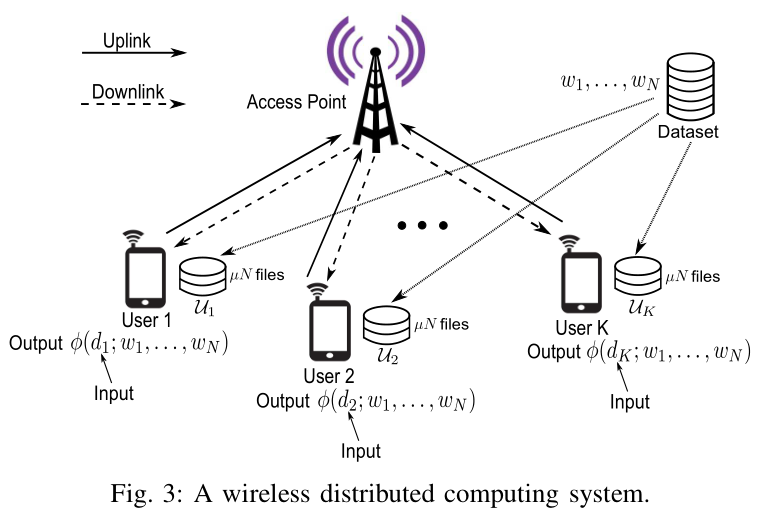 Uplink
Downlink
Access Point
w_1, ..., w_N
Dataset
μN files
U_1
User 1
Output ϕ(d_1; w_1, ..., w_N)
Input
μN files
U_2
User 2
Output ϕ(d_2; w_1, ..., w_N)
Input
μN files
U_K
User K
Output ϕ(d_K; w_1, ..., w_N)
Input
Fig. 3: A wireless distributed computing system.